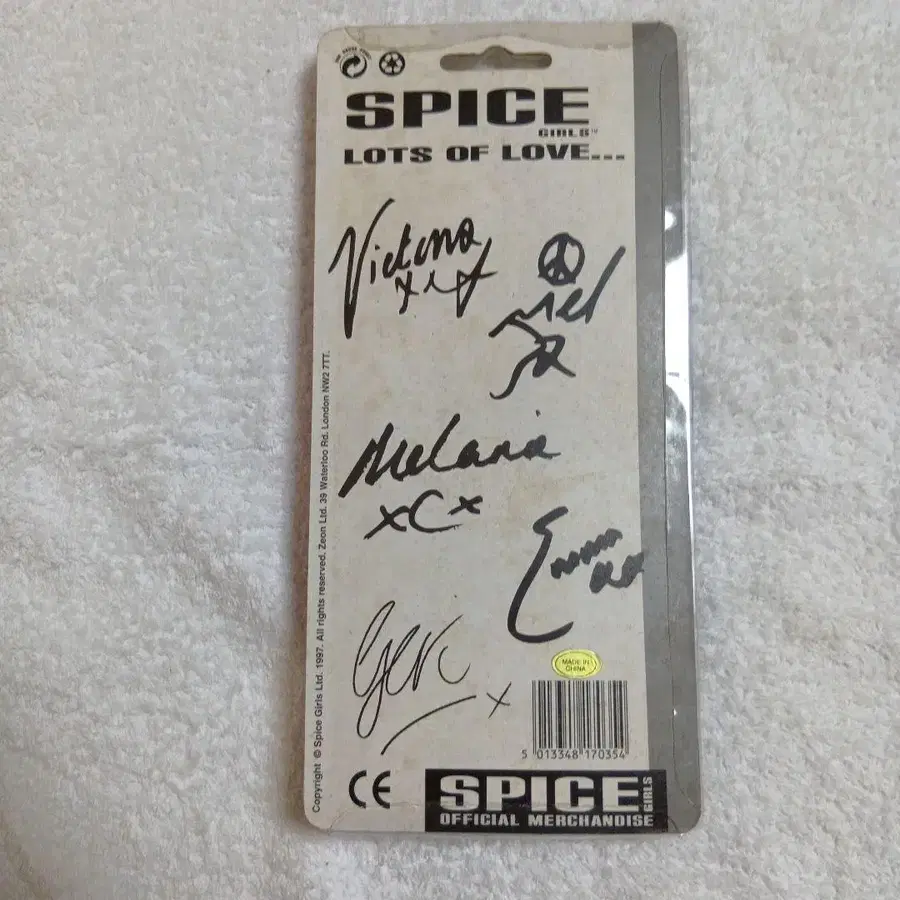 SPICE
GIRLS™
LOTS OF LOVE...
Victoria
Mel
B
Melanie
xCx
Emma
Geri
x
MADE IN
CHINA
5 013348 170354
CE
SPICE GIRLS
OFFICIAL MERCHANDISE
Copyright © Spice Girls Ltd. 1997. All rights reserved. Zeon Ltd. 39 Waterloo Rd. London NW2 7TT.